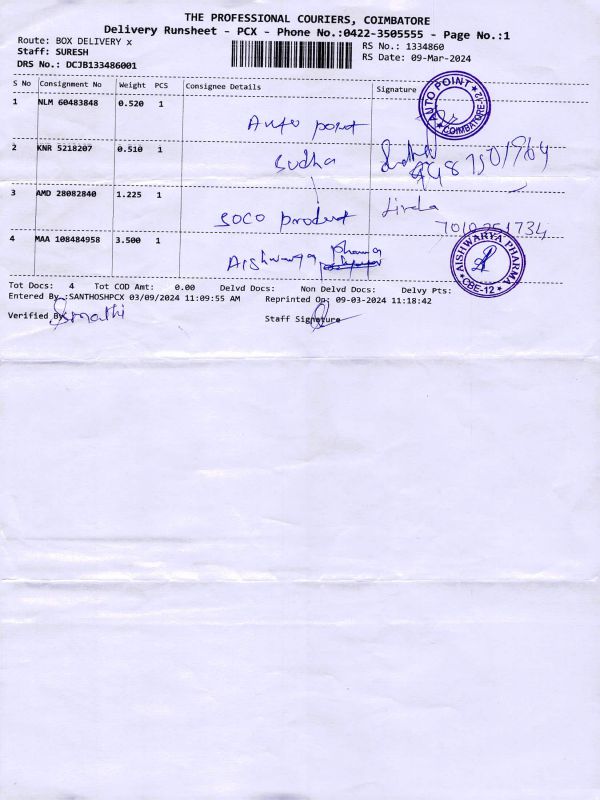 THE PROFESSIONAL COURIERS, COIMBATORE
Delivery Runsheet - PCX - Phone No.:0422-3505555 - Page No.:1
Route: BOX DELIVERY x
RS No.: 1334860
Staff: SURESH
RS Date: 09-Mar-2024
DRS No.: DCJB133486001
S No Consignment No Weight PCS Consignee Details Signature
1 NLM 60483848 0.520 1
Auto point
AUTO POINT
COIMBATORE-12
2 KNR 5218207 0.510 1
Sudha
3 AMD 28082840 1.225 1
SOCO product
4 MAA 108484958 3.500 1
Aishwarya pharma
AISHWARYA PHARMA
CBE-12
Tot Docs: 4 Tot COD Amt: 0.00 Delvd Docs: Non Delvd Docs: Delvy Pts:
Entered By :SANTHOSHPCX 03/09/2024 11:09:55 AM Reprinted On: 09-03-2024 11:18:42
Verified By
Staff Signature